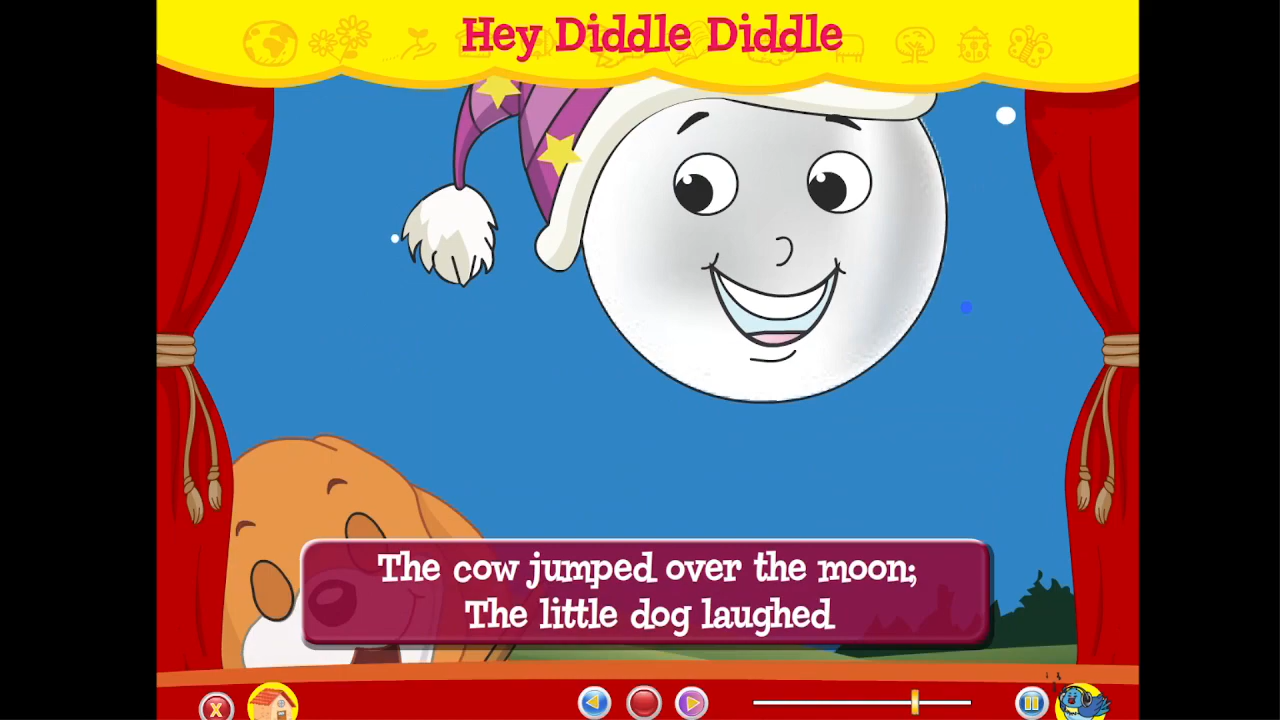 Hey Diddle Diddle
The cow jumped over the moon;
The little dog laughed
X